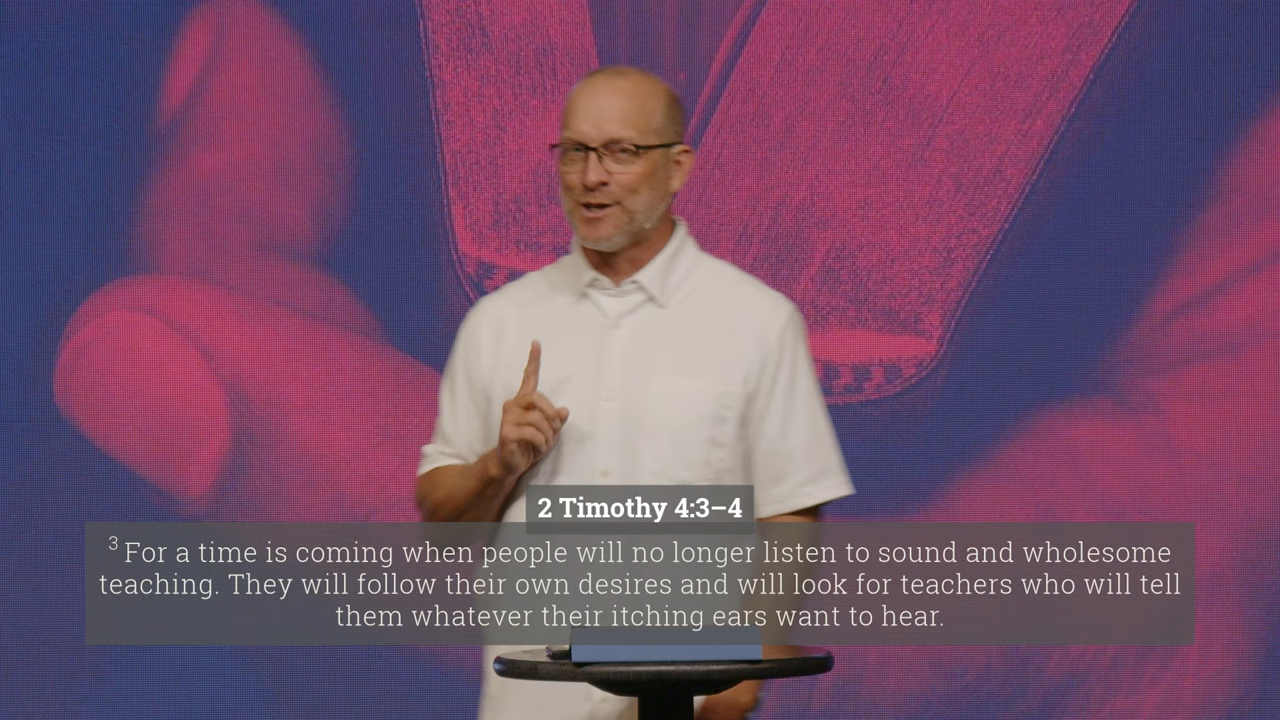 2 Timothy 4:3–4
3 For a time is coming when people will no longer listen to sound and wholesome
teaching. They will follow their own desires and will look for teachers who will tell
them whatever their itching ears want to hear.